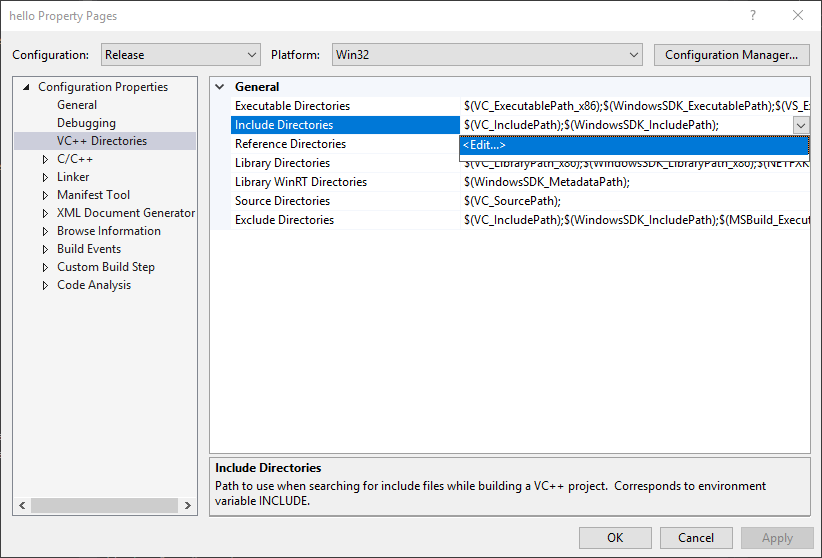 hello Property Pages
Configuration: Release Platform: Win32 Configuration Manager...
Configuration Properties
General
Debugging
VC++ Directories
C/C++
Linker
Manifest Tool
XML Document Generator
Browse Information
Build Events
Custom Build Step
Code Analysis
General
Executable Directories $(VC_ExecutablePath_x86);$(WindowsSDK_ExecutablePath);$(VS_Ex
Include Directories $(VC_IncludePath);$(WindowsSDK_IncludePath);
Reference Directories <Edit...>
Library Directories $(VC_LibraryPath_x86);$(WindowsSDK_LibraryPath_x86);$(NETFXK
Library WinRT Directories $(WindowsSDK_MetadataPath);
Source Directories $(VC_SourcePath);
Exclude Directories $(VC_IncludePath);$(WindowsSDK_IncludePath);$(MSBuild_Execut
Include Directories
Path to use when searching for include files while building a VC++ project. Corresponds to environment
variable INCLUDE.
OK Cancel Apply